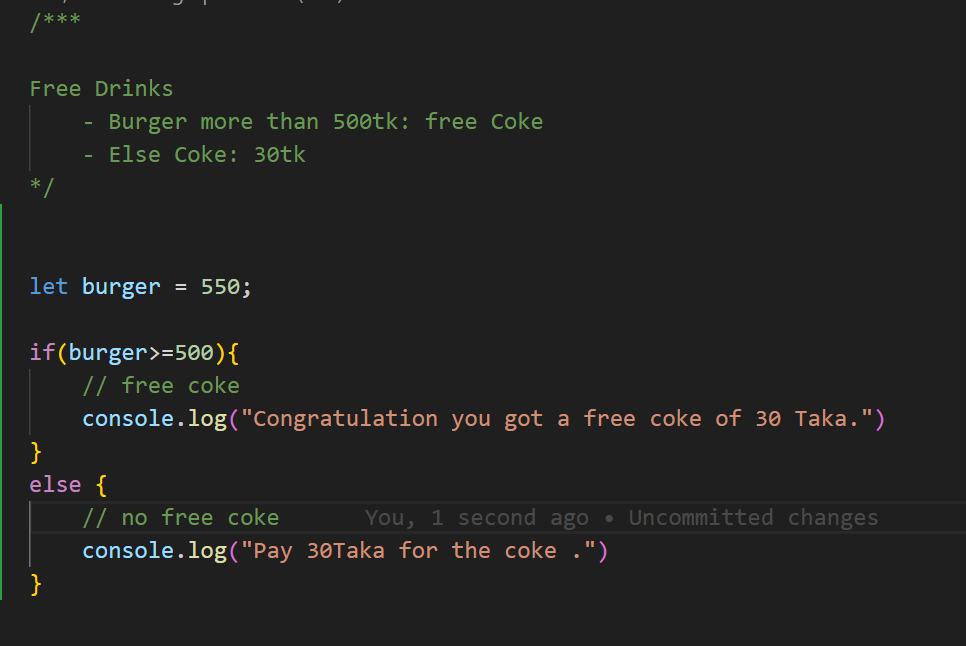 /***
Free Drinks
    - Burger more than 500tk: free Coke
    - Else Coke: 30tk
*/
let burger = 550;
if(burger>=500){
    // free coke
    console.log("Congratulation you got a free coke of 30 Taka.")
}
else {
    // no free coke You, 1 second ago • Uncommitted changes
    console.log("Pay 30Taka for the coke .")
}